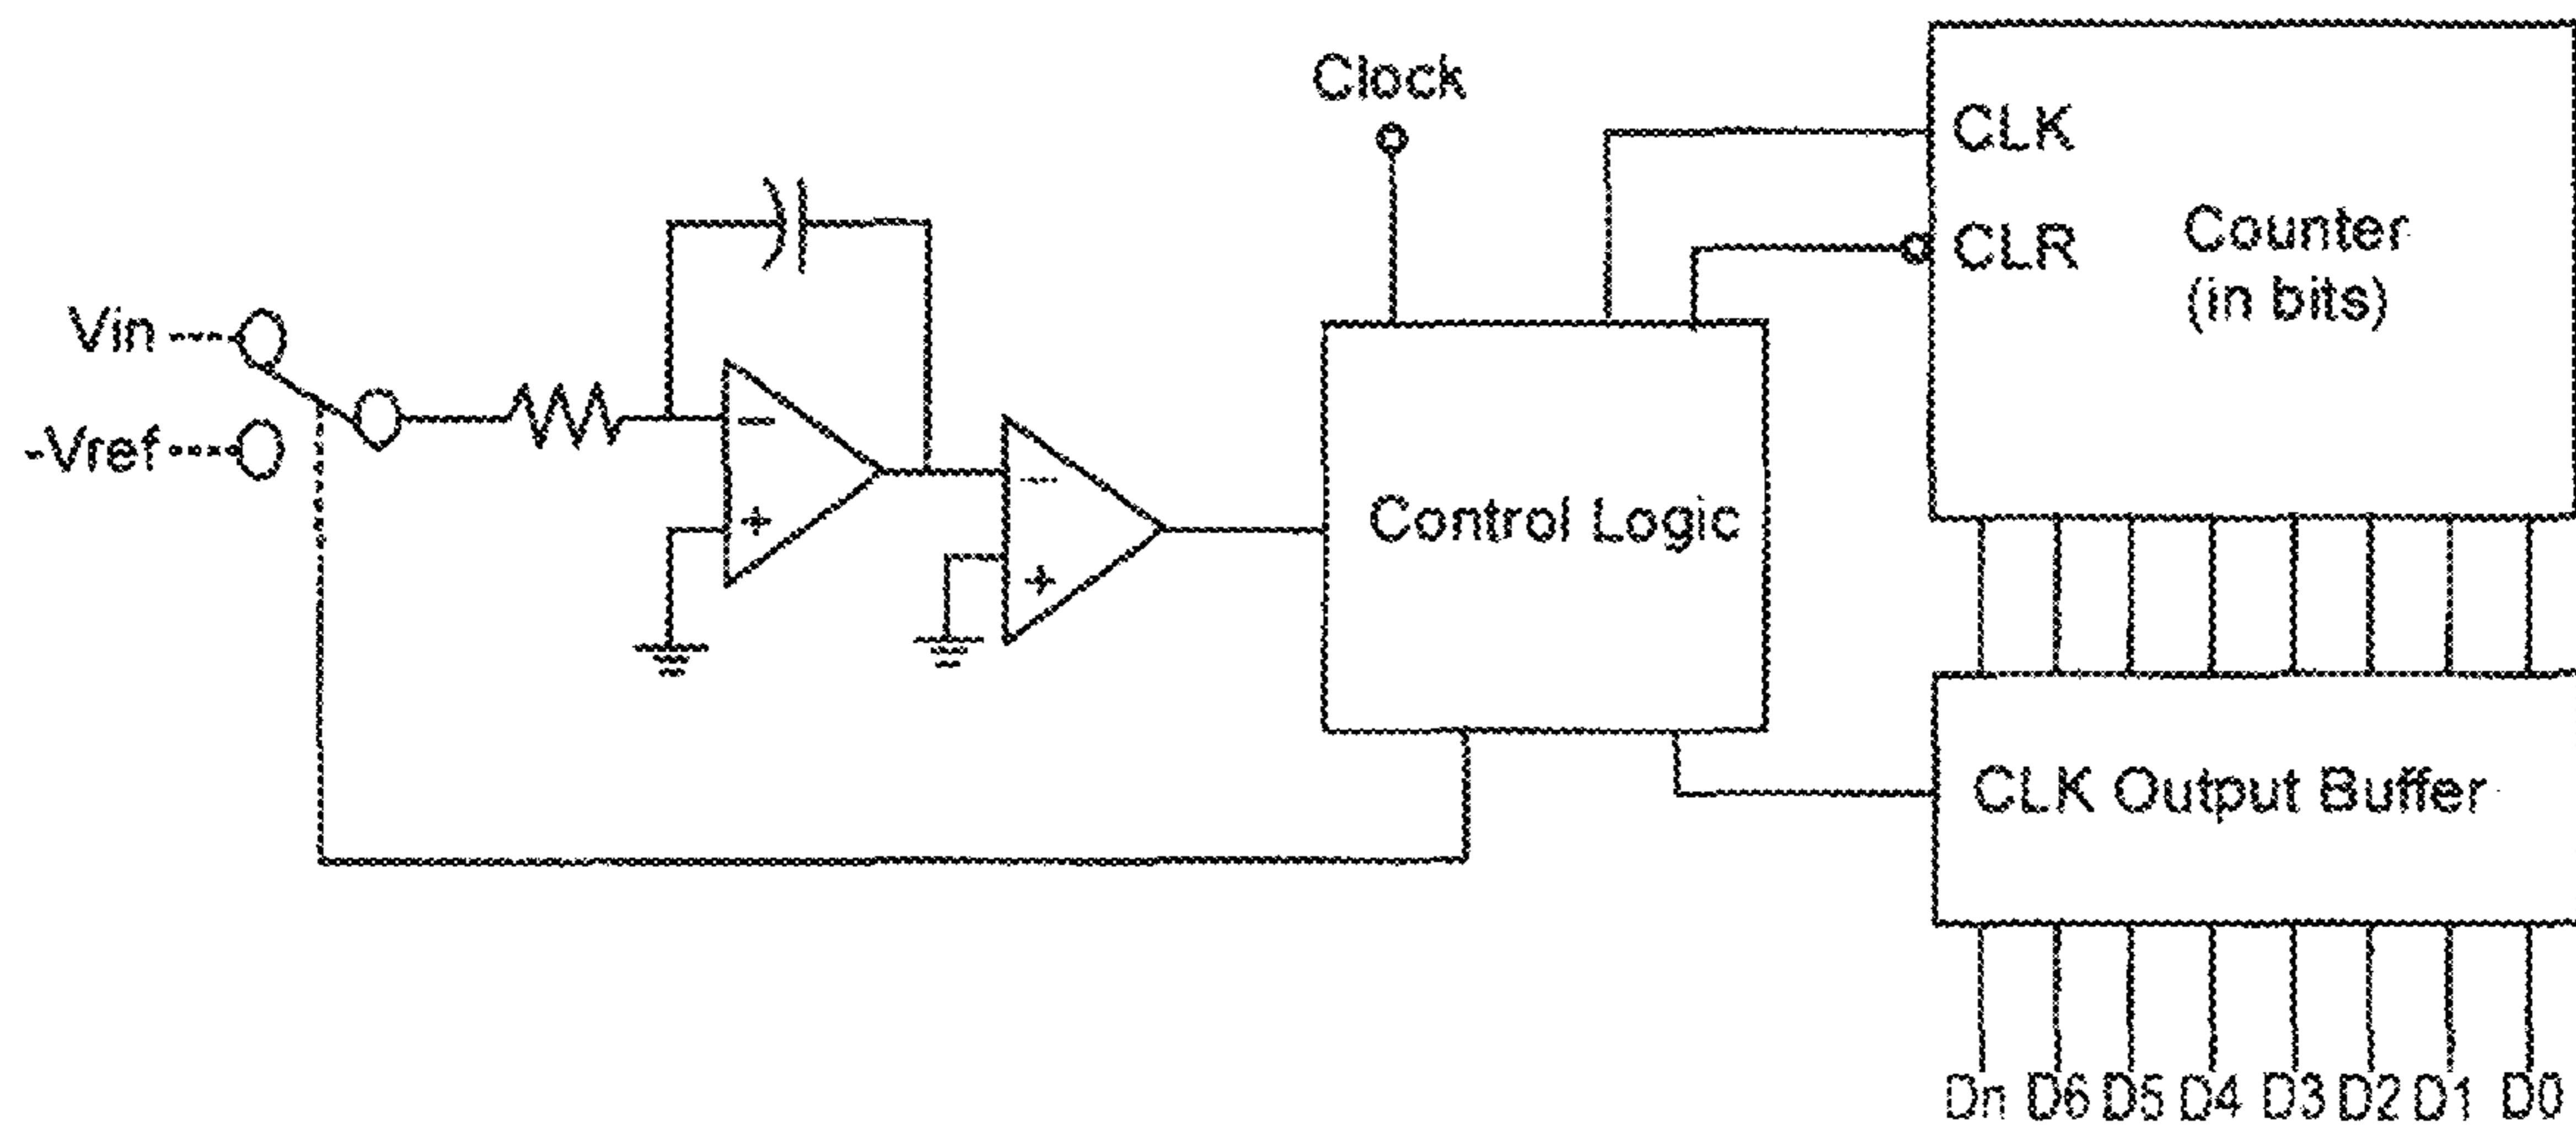 Clock
CLK
CLR
Counter
(in bits)
Vin
-Vref
−
+
−
+
Control Logic
CLK Output Buffer
Dn D6 D5 D4 D3 D2 D1 D0